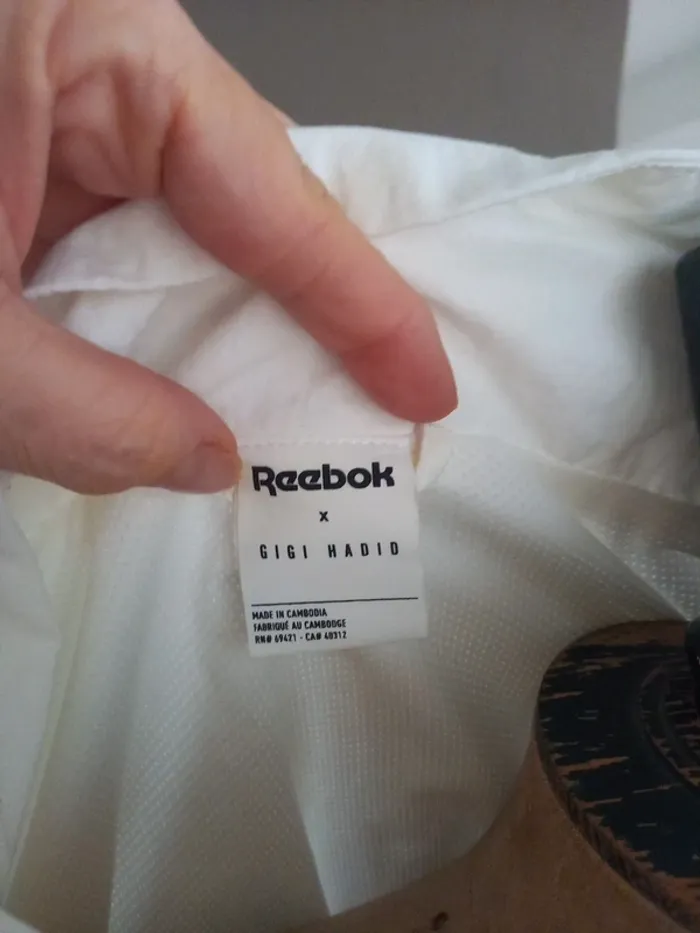 Reebok
x
GIGI HADID
MADE IN CAMBODIA
FABRIQUÉ AU CAMBODGE
RN# 69421 - CA# 40312